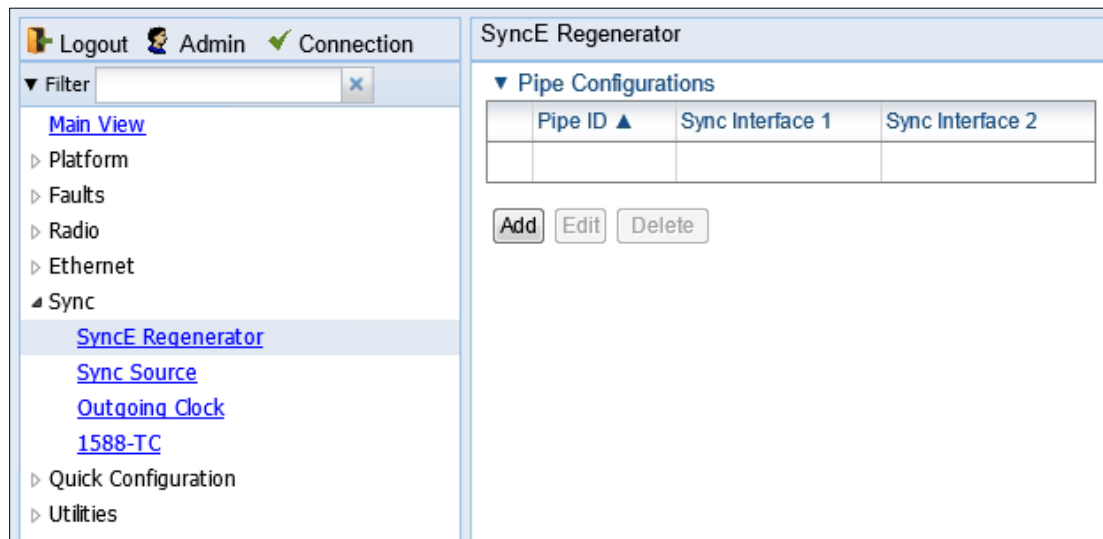 Logout Admin Connection
Filter
Main View
Platform
Faults
Radio
Ethernet
Sync
SyncE Regenerator
Sync Source
Outgoing Clock
1588-TC
Quick Configuration
Utilities
SyncE Regenerator
Pipe Configurations
Pipe ID ▲ Sync Interface 1 Sync Interface 2
Add Edit Delete